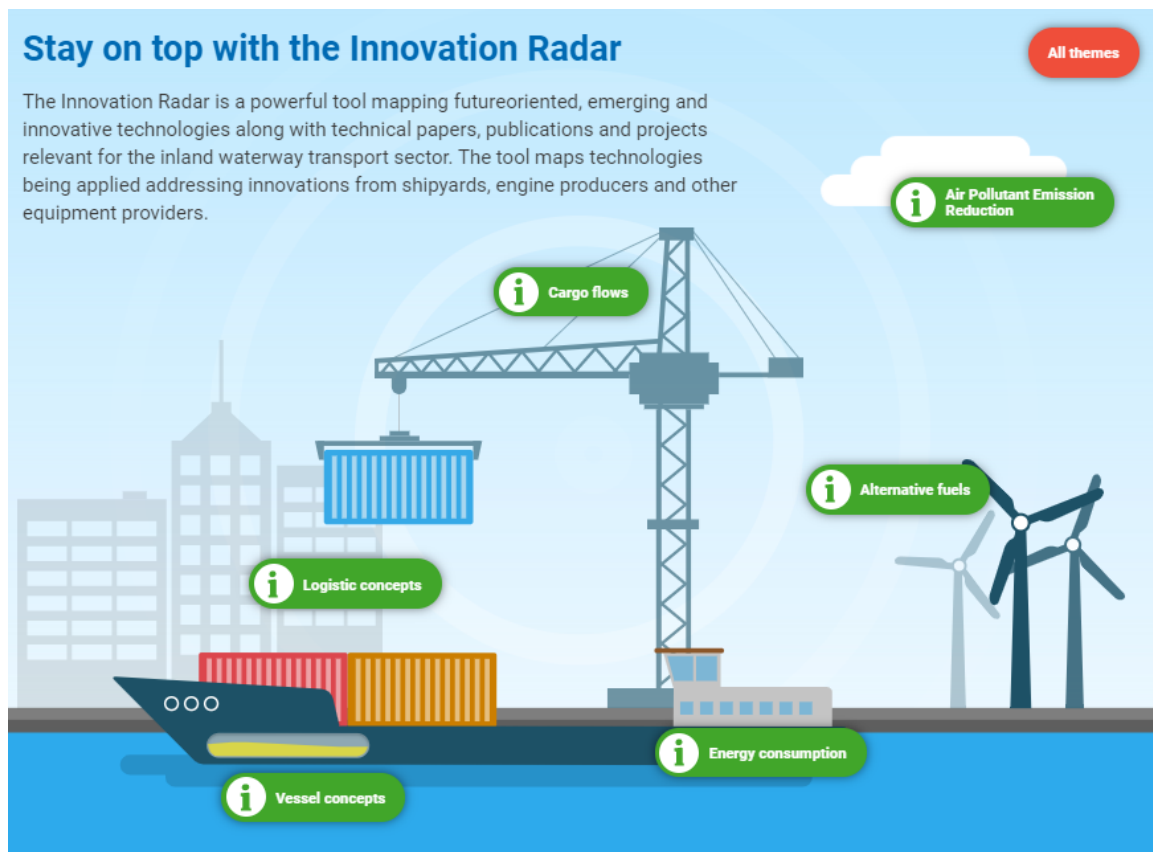 Stay on top with the Innovation Radar
All themes
The Innovation Radar is a powerful tool mapping futureoriented, emerging and
innovative technologies along with technical papers, publications and projects
relevant for the inland waterway transport sector. The tool maps technologies
being applied addressing innovations from shipyards, engine producers and other
equipment providers.
i Air Pollutant Emission
Reduction
i Cargo flows
i Alternative fuels
i Logistic concepts
i Energy consumption
i Vessel concepts